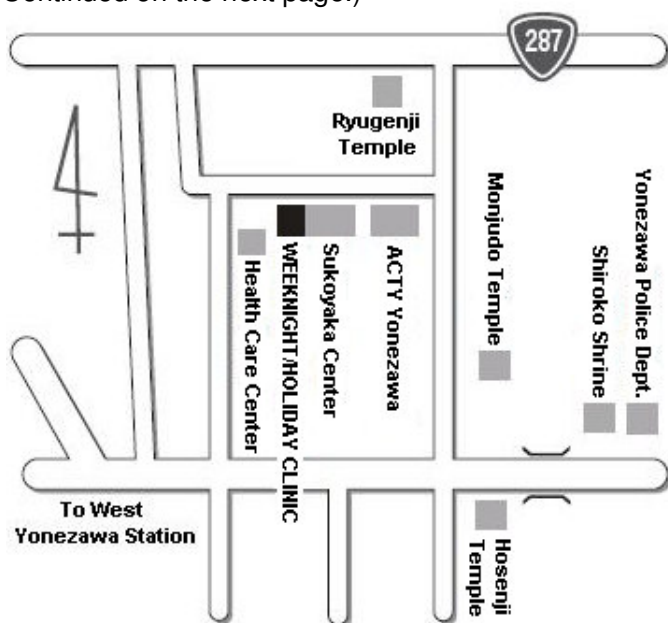 Continued on the next page.)
287
Ryugenji
Temple
Monjudo Temple
Yonezawa Police Dept.
Shiroko Shrine
Health Care Center
WEEKNIGHT/HOLIDAY CLINIC
Sukoyaka Center
ACTY Yonezawa
To West
Yonezawa Station
Hosenji
Temple